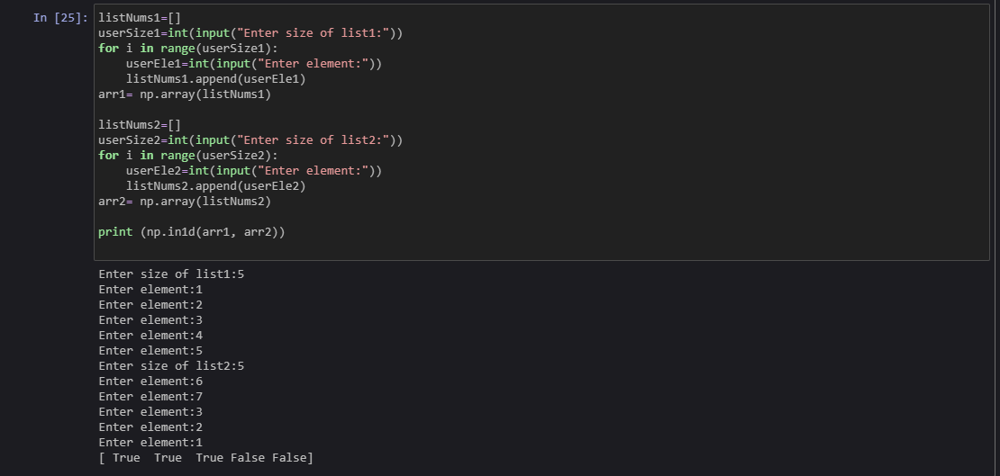 In [25]: listNums1=[]
userSize1=int(input("Enter size of list1:"))
for i in range(userSize1):
    userEle1=int(input("Enter element:"))
    listNums1.append(userEle1)
arr1= np.array(listNums1)

listNums2=[]
userSize2=int(input("Enter size of list2:"))
for i in range(userSize2):
    userEle2=int(input("Enter element:"))
    listNums2.append(userEle2)
arr2= np.array(listNums2)

print (np.in1d(arr1, arr2))

Enter size of list1:5
Enter element:1
Enter element:2
Enter element:3
Enter element:4
Enter element:5
Enter size of list2:5
Enter element:6
Enter element:7
Enter element:3
Enter element:2
Enter element:1
[ True  True  True False False]